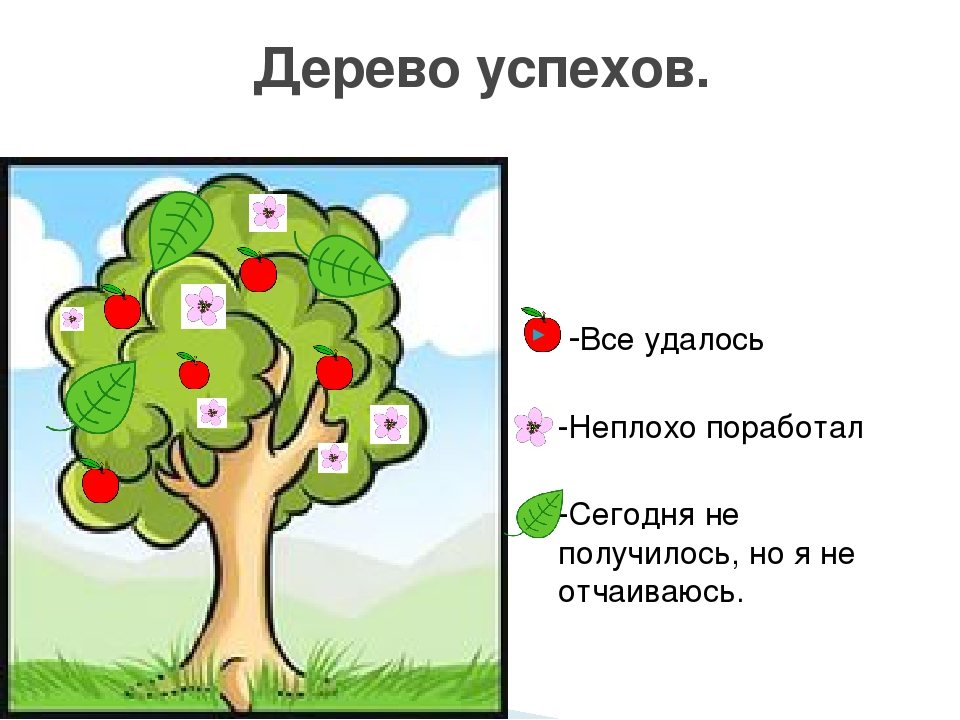 Дерево успехов.
-Все удалось
-Неплохо поработал
-Сегодня не
получилось, но я не
отчаиваюсь.